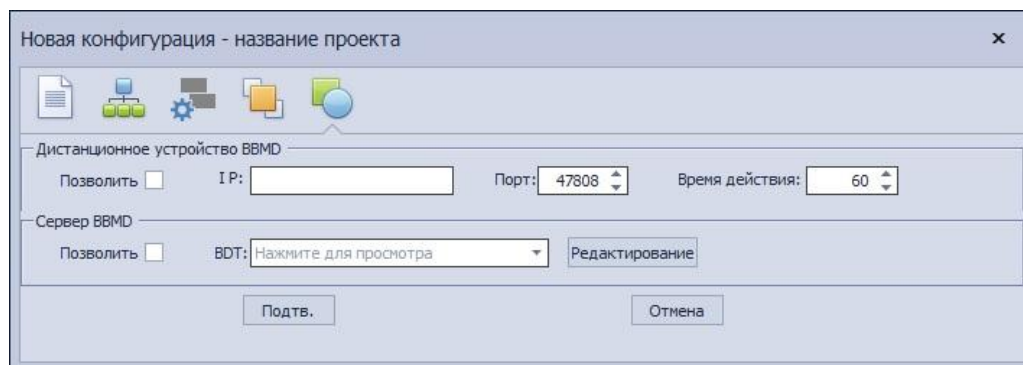 Новая конфигурация - название проекта
Дистанционное устройство BBMD
Позволить IP: Порт: 47808 Время действия: 60
Сервер BBMD
Позволить BDT: Нажмите для просмотра Редактирование
Подтв. Отмена